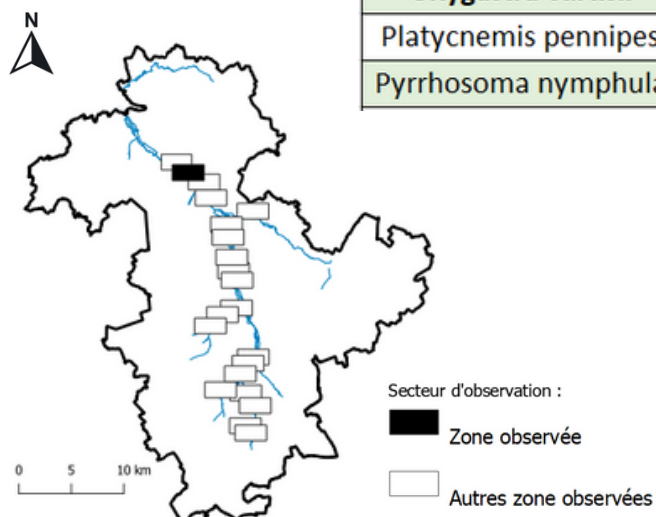 Platycnemis pennipes
Pyrrhosoma nymphula
N
Secteur d'observation :
Zone observée
Autres zone observées
0 5 10 km